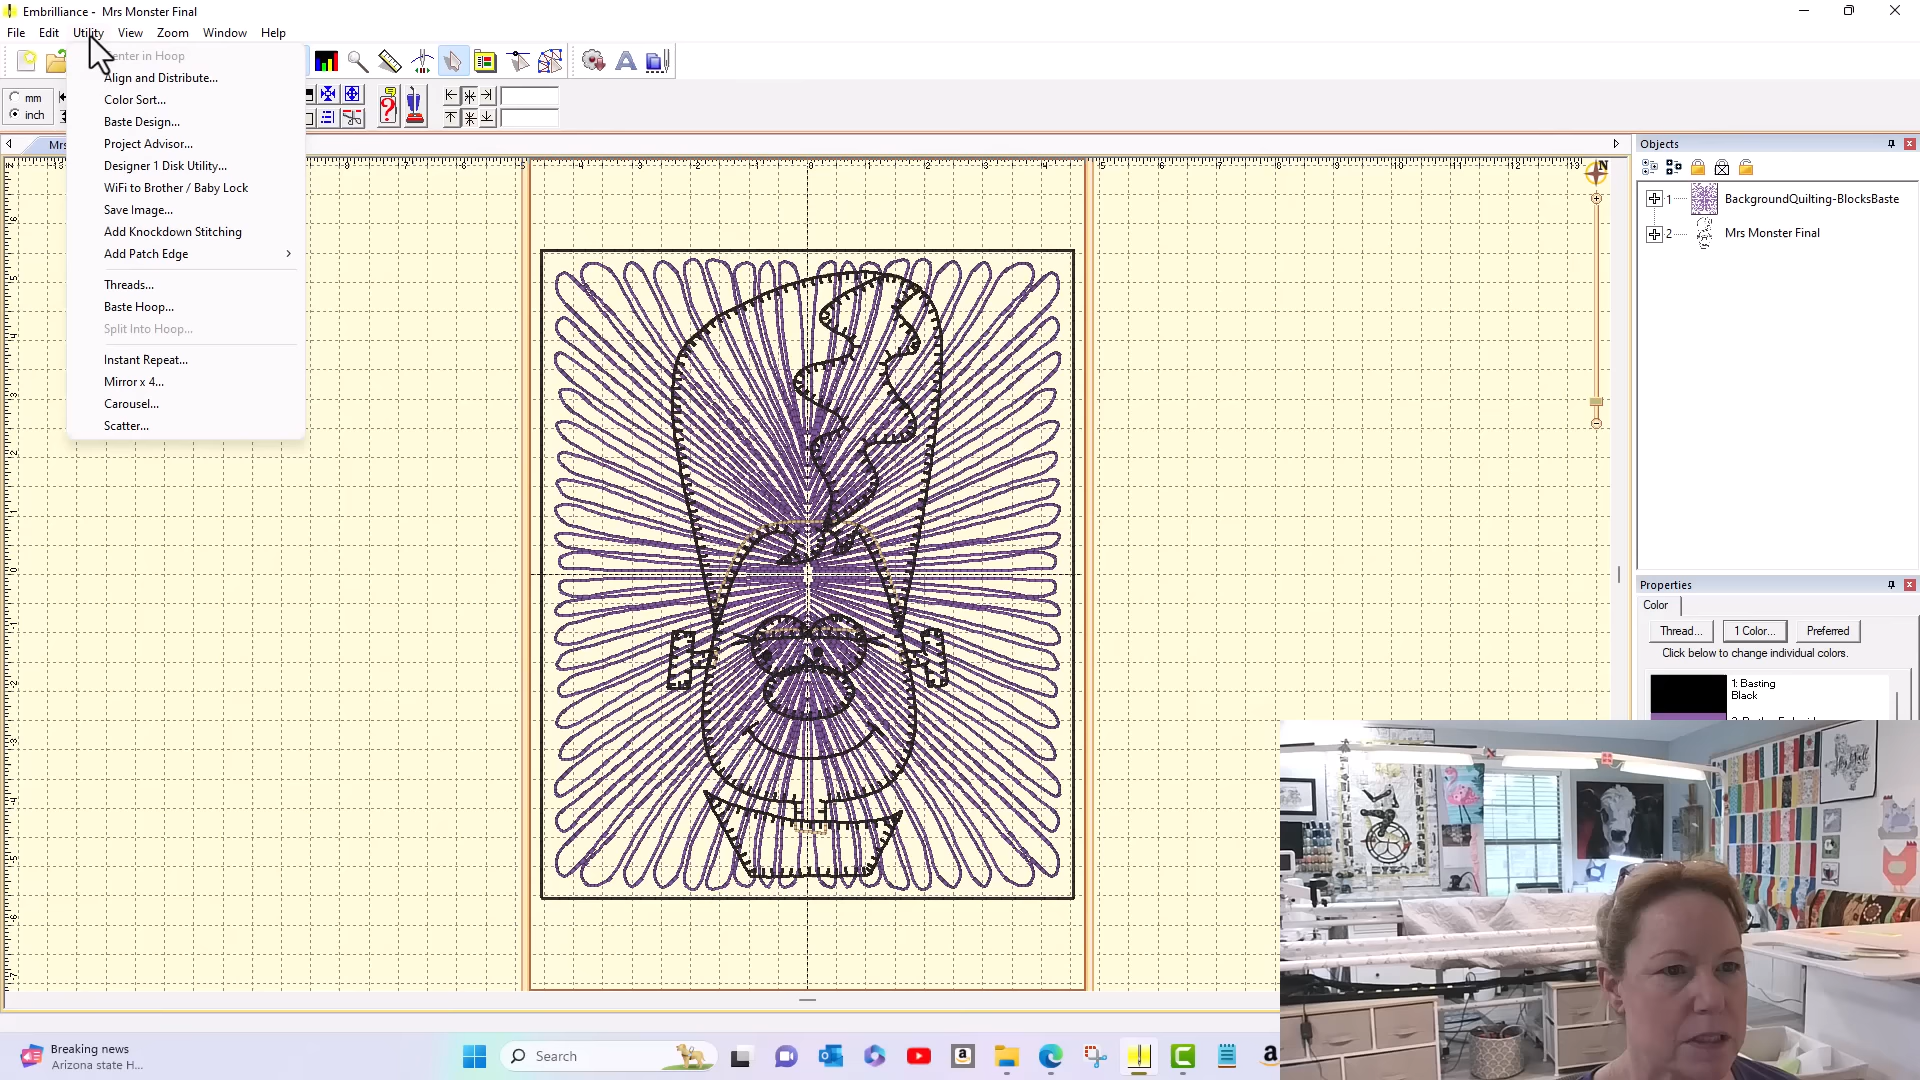 Embrilliance - Mrs Monster Final
File Edit Utility View Zoom Window Help
enter in Hoop
Align and Distribute...
Color Sort...
Baste Design...
Project Advisor...
Designer 1 Disk Utility...
WiFi to Brother / Baby Lock
Save Image...
Add Knockdown Stitching
Add Patch Edge
Threads...
Baste Hoop...
Split Into Hoop...
Instant Repeat...
Mirror x 4...
Carousel...
Scatter...
mm
inch
Mrs
N
Objects
1 BackgroundQuilting-BlocksBaste
2 Mrs Monster Final
Properties
Color
Thread... 1 Color... Preferred
Click below to change individual colors.
1: Basting
Black
Breaking news
Arizona state H...
Search